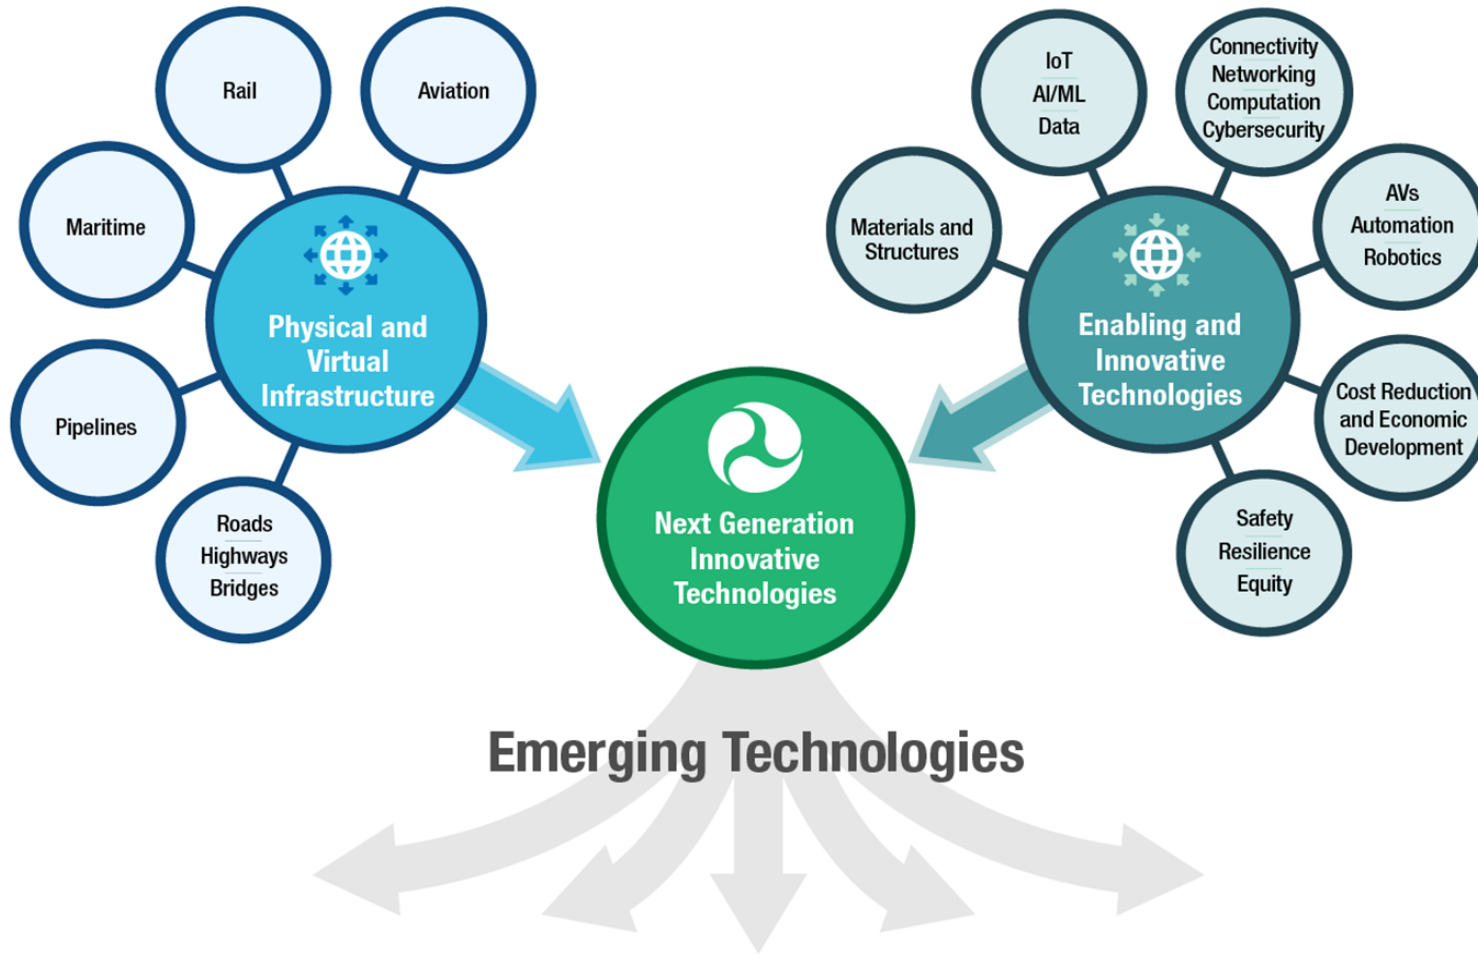 Rail
Aviation
Maritime
Pipelines
Roads
Highways
Bridges
Physical and
Virtual
Infrastructure
IoT
AI/ML
Data
Connectivity
Networking
Computation
Cybersecurity
Materials and
Structures
AVs
Automation
Robotics
Cost Reduction
and Economic
Development
Safety
Resilience
Equity
Enabling and
Innovative
Technologies
Next Generation
Innovative
Technologies
Emerging Technologies